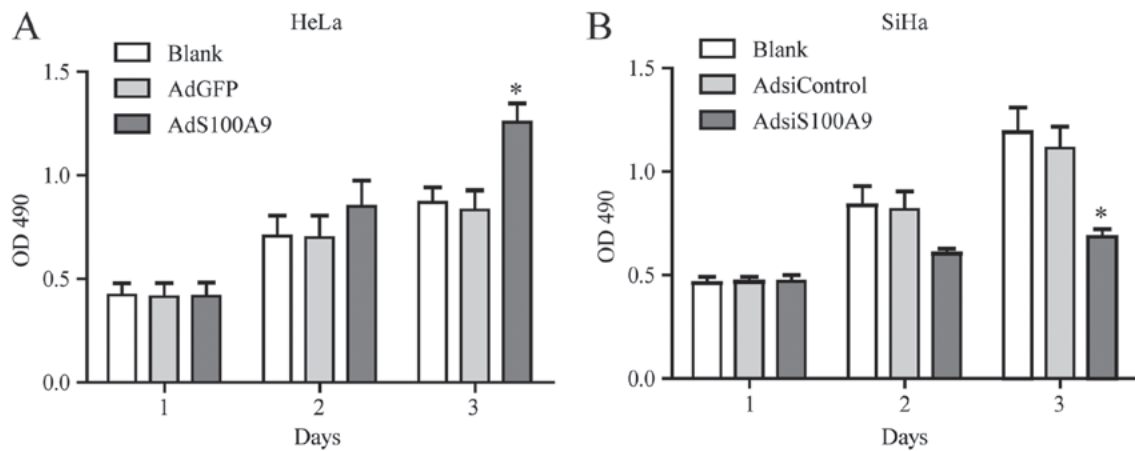 A
HeLa
Blank
AdGFP
AdS100A9
1.5
1.0
0.5
0.0
OD 490
*
1 2 3
Days
B
SiHa
Blank
AdsiControl
AdsiS100A9
1.5
1.0
0.5
0.0
OD 490
*
1 2 3
Days